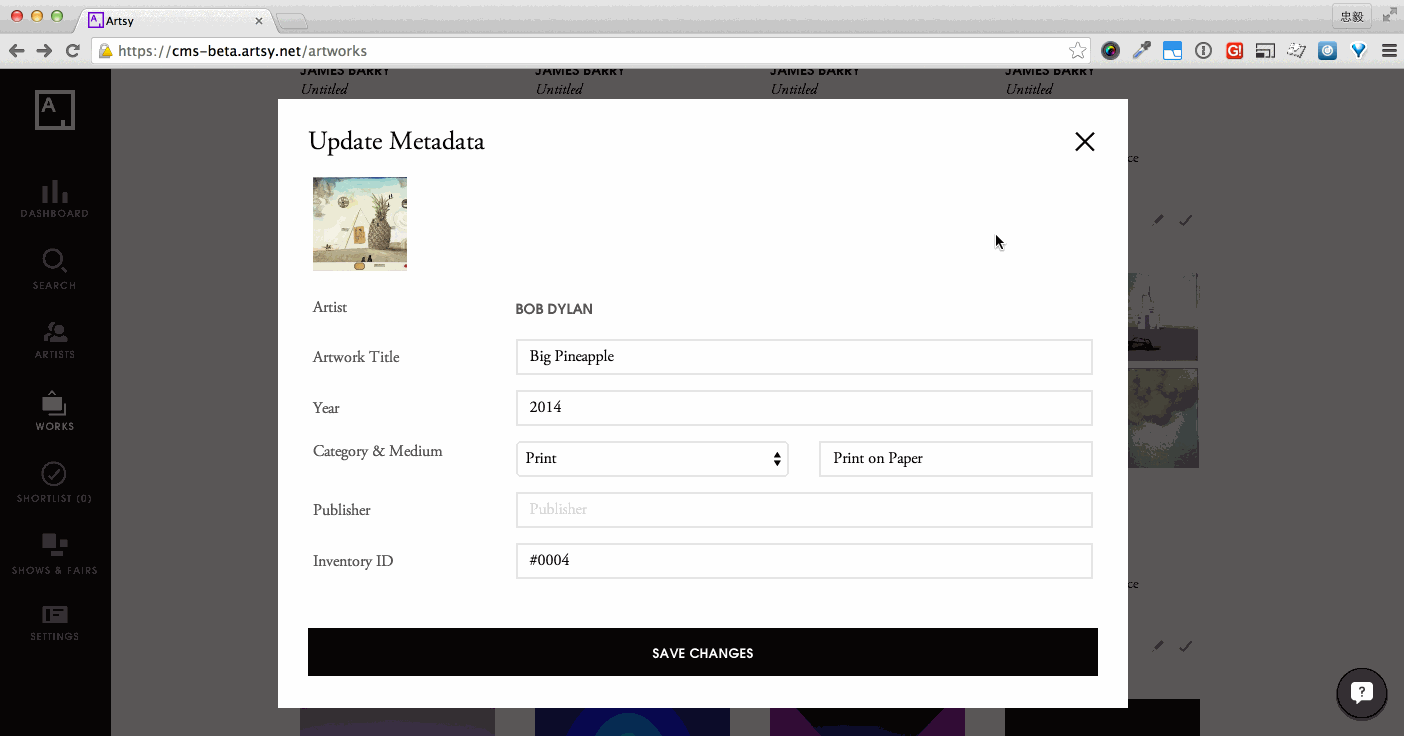 Artsy
忠毅
https://cms-beta.artsy.net/artworks
JAMES BARRY JAMES BARRY JAMES BARRY JAMES BARRY
Untitled Untitled Untitled Untitled
A
DASHBOARD
SEARCH
ARTISTS
WORKS
SHORTLIST (0)
SHOWS & FAIRS
SETTINGS
Update Metadata
ce
Artist BOB DYLAN
Artwork Title Big Pineapple
Year 2014
Category & Medium Print Print on Paper
Publisher Publisher
Inventory ID #0004
ce
SAVE CHANGES
?